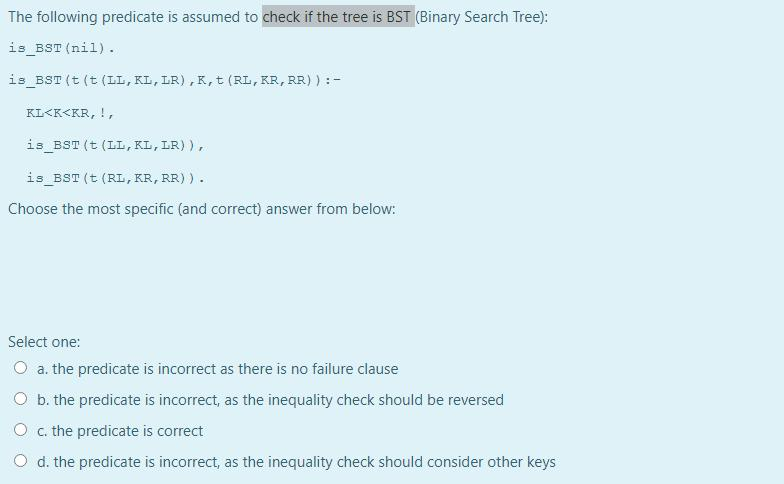 The following predicate is assumed to check if the tree is BST (Binary Search Tree):
is_BST(nil).
is_BST(t(t(LL,KL,LR),K,t(RL,KR,RR)):-
KL<K<KR,!,
is_BST(t(LL,KL,LR)),
is_BST(t(RL,KR,RR)).
Choose the most specific (and correct) answer from below:
Select one:
a. the predicate is incorrect as there is no failure clause
b. the predicate is incorrect, as the inequality check should be reversed
c. the predicate is correct
d. the predicate is incorrect, as the inequality check should consider other keys